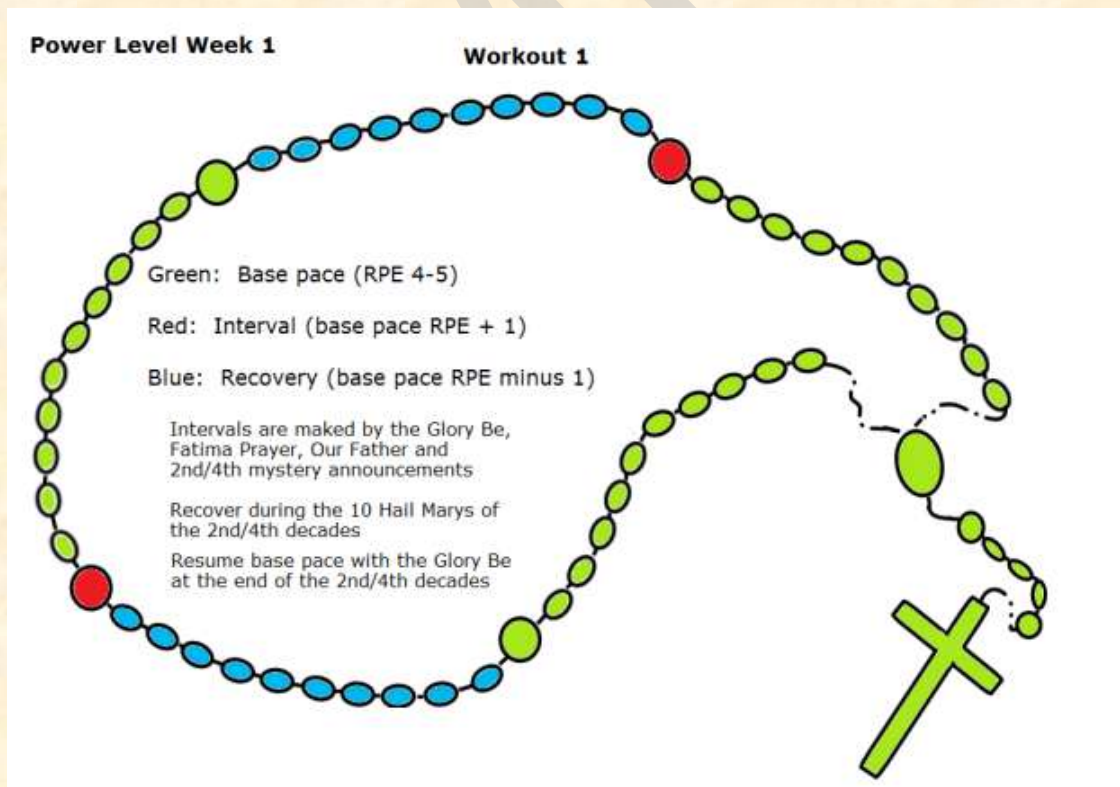 Power Level Week 1
Workout 1
Green: Base pace (RPE 4-5)
Red: Interval (base pace RPE + 1)
Blue: Recovery (base pace RPE minus 1)
Intervals are maked by the Glory Be,
Fatima Prayer, Our Father and
2nd/4th mystery announcements
Recover during the 10 Hail Marys of
the 2nd/4th decades
Resume base pace with the Glory Be
at the end of the 2nd/4th decades